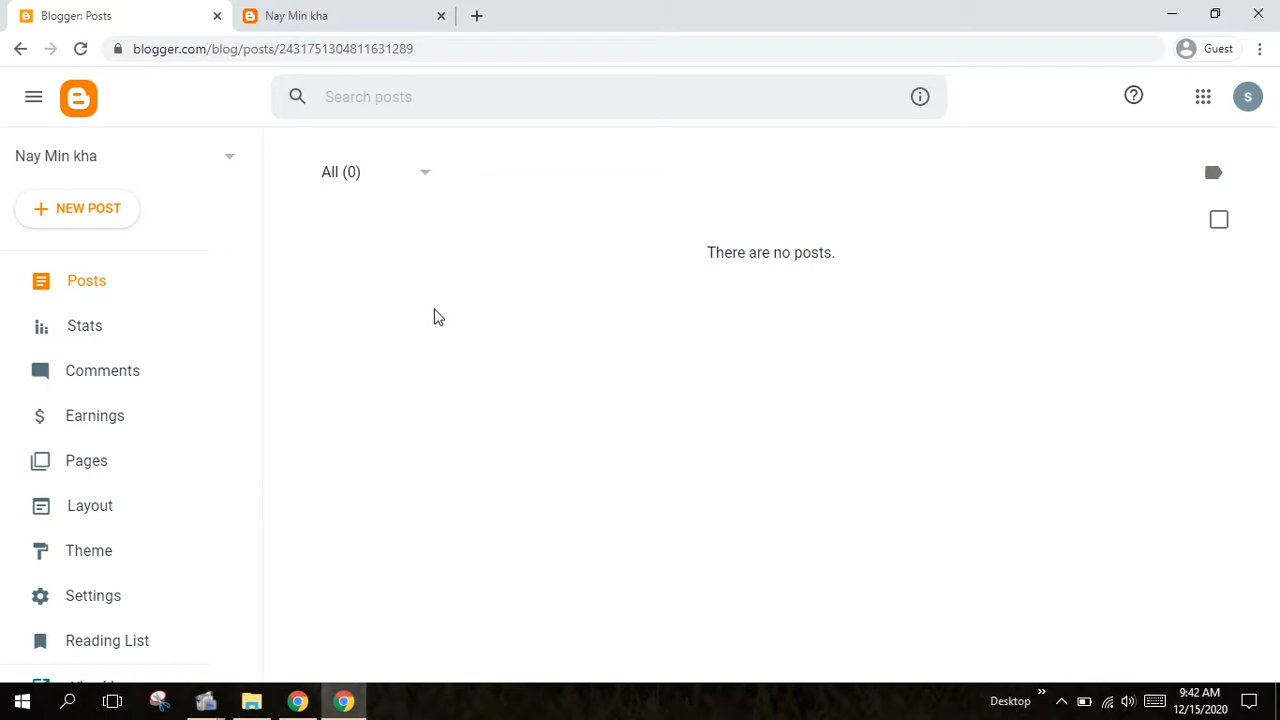 Blogger: Posts
Nay Min kha
blogger.com/blog/posts/2431751304811631289
Guest
Search posts
S
Nay Min kha
NEW POST
All (0)
There are no posts.
Posts
Stats
Comments
Earnings
Pages
Layout
Theme
Settings
Reading List
Desktop
9:42 AM
12/15/2020